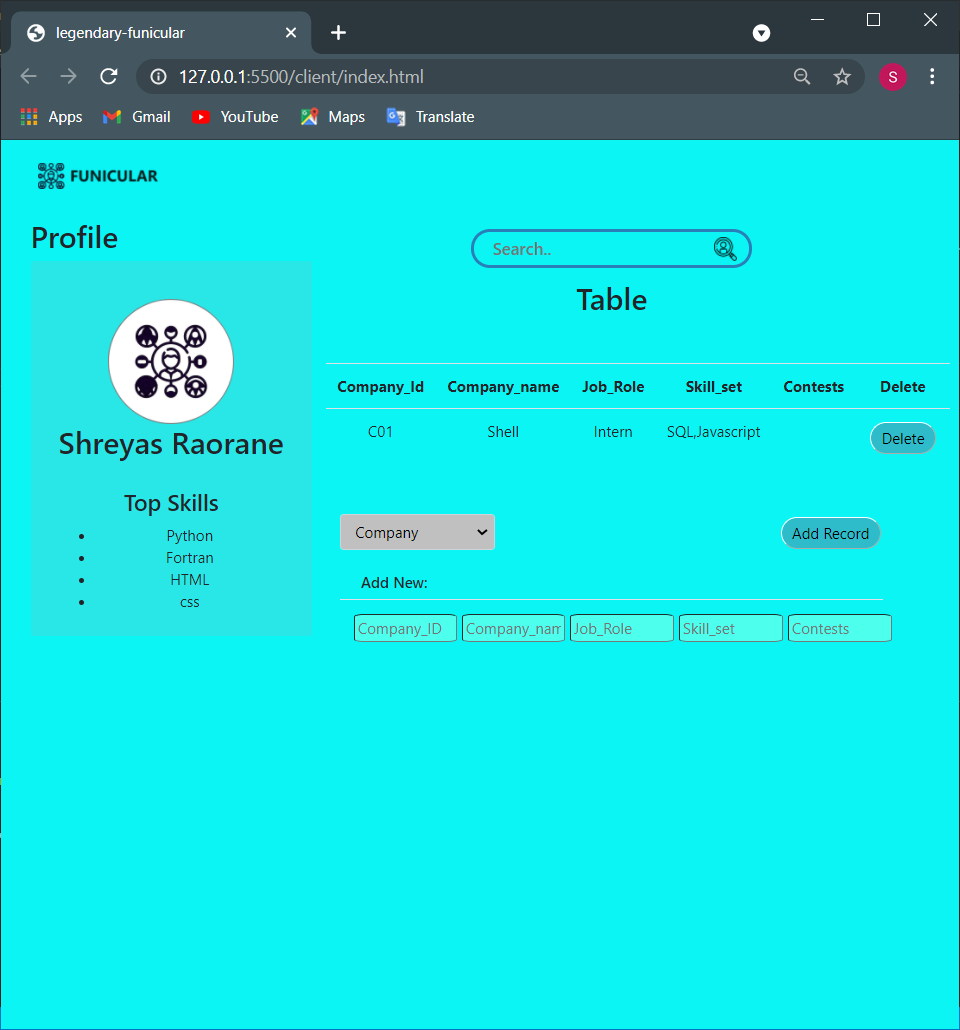 legendary-funicular
127.0.0.1:5500/client/index.html
S
Apps Gmail YouTube Maps Translate
FUNICULAR
Profile
Search..
Shreyas Raorane
Top Skills
Python
Fortran
HTML
css
Table
Company_Id Company_name Job_Role Skill_set Contests Delete
C01 Shell Intern SQL,Javascript Delete
Company Add Record
Add New:
Company_ID Company_nam Job_Role Skill_set Contests